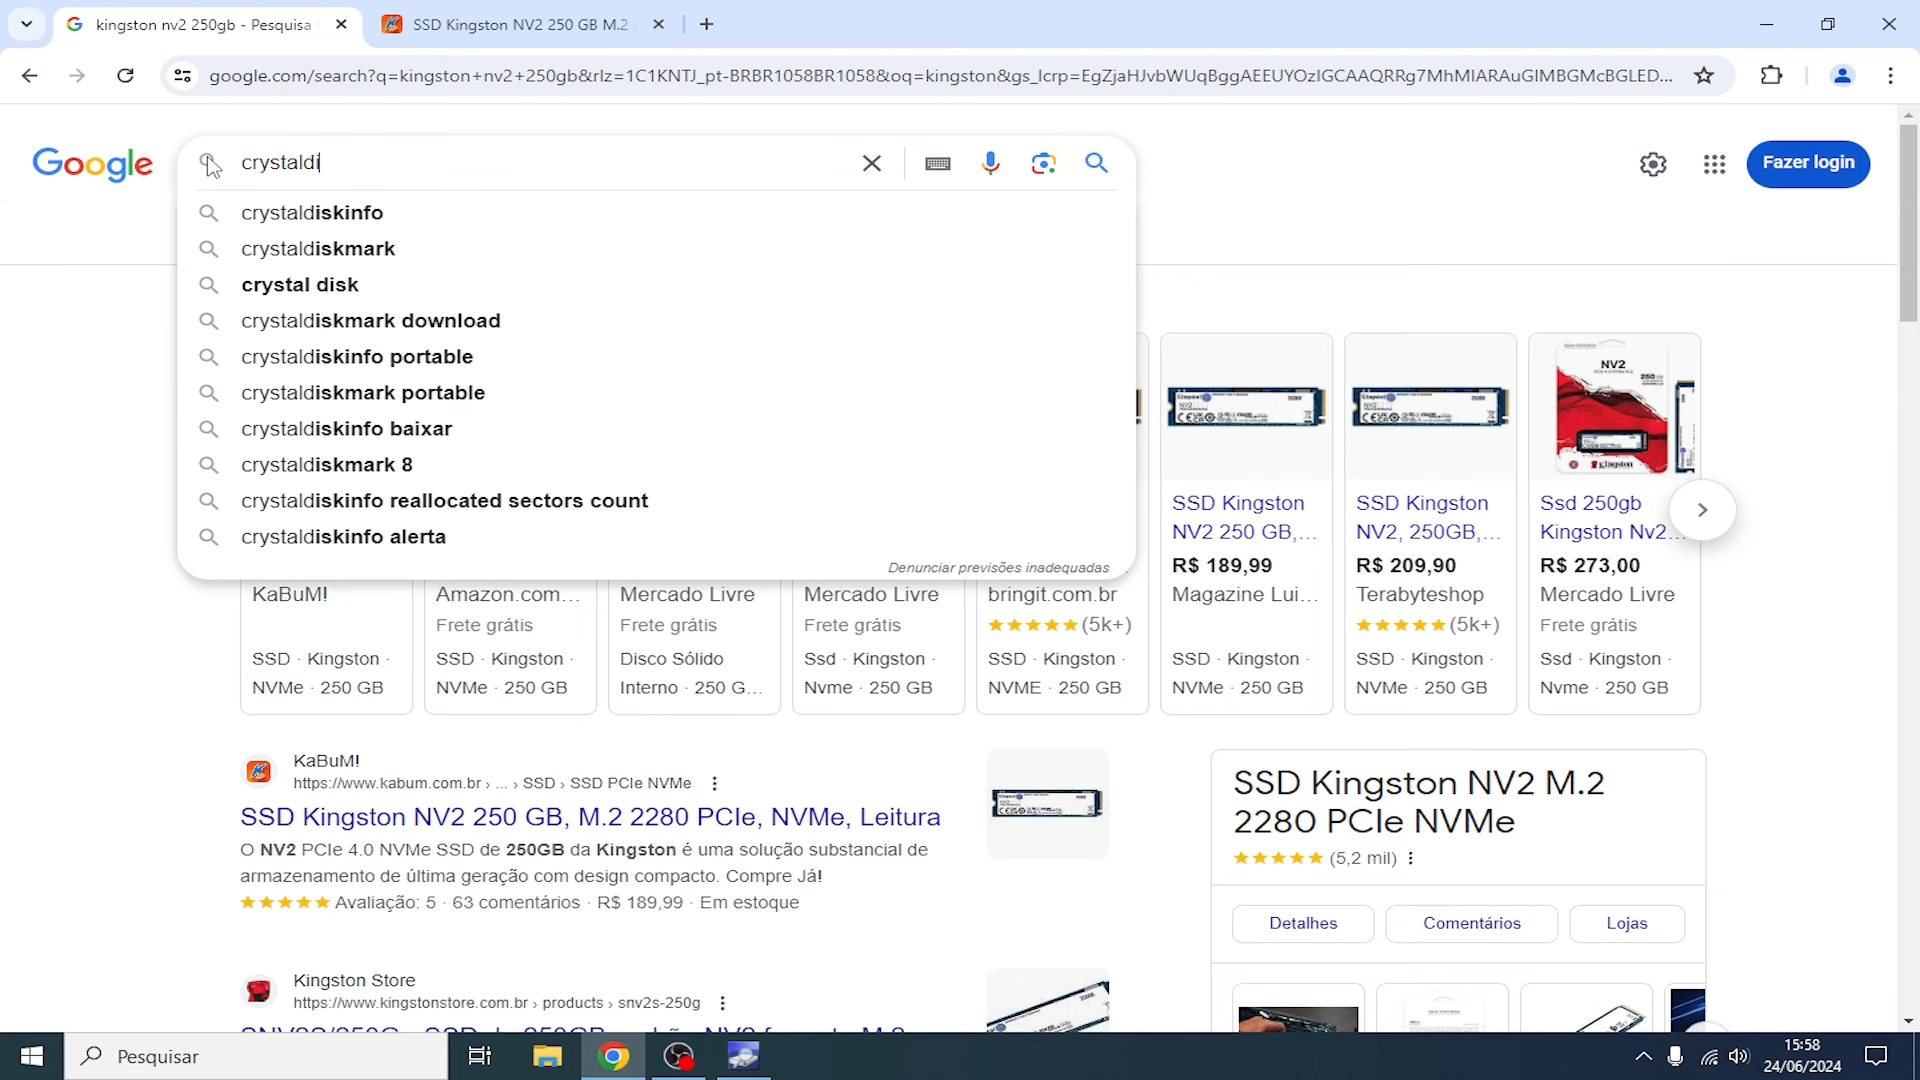 kingston nv2 250gb - Pesquisa
SSD Kingston NV2 250 GB M.2
google.com/search?q=kingston+nv2+250gb&rlz=1C1KNTJ_pt-BRBR1058BR1058&oq=kingston&gs_lcrp=EgZjaHJvbWUqBggAEEUYOzIGCAAQRRg7MhMIARAuGIMBGMcBGLED...
Google
crystaldi
Fazer login
crystaldiskinfo
crystaldiskmark
crystal disk
crystaldiskmark download
crystaldiskinfo portable
crystaldiskmark portable
crystaldiskinfo baixar
crystaldiskmark 8
crystaldiskinfo reallocated sectors count
crystaldiskinfo alerta
Denunciar previsões inadequadas
KaBuM!
SSD · Kingston ·
NVMe · 250 GB
Amazon.com...
Frete grátis
SSD · Kingston ·
NVMe · 250 GB
Mercado Livre
Frete grátis
Disco Sólido
Interno · 250 G...
Mercado Livre
Frete grátis
Ssd · Kingston ·
Nvme · 250 GB
bringit.com.br
(5k+)
SSD · Kingston ·
NVME · 250 GB
SSD Kingston
NV2 250 GB,...
R$ 189,99
Magazine Lui...
SSD · Kingston ·
NVMe · 250 GB
SSD Kingston
NV2, 250GB,...
R$ 209,90
Terabyteshop
(5k+)
SSD · Kingston ·
NVMe · 250 GB
NV2
Kingston
Ssd 250gb
Kingston Nv2...
R$ 273,00
Mercado Livre
Frete grátis
Ssd · Kingston ·
Nvme · 250 GB
KaBuM!
https://www.kabum.com.br › ... › SSD › SSD PCIe NVMe
SSD Kingston NV2 250 GB, M.2 2280 PCIe, NVMe, Leitura
O NV2 PCIe 4.0 NVMe SSD de 250GB da Kingston é uma solução substancial de
armazenamento de última geração com design compacto. Compre Já!
Avaliação: 5 · 63 comentários · R$ 189,99 · Em estoque
Kingston Store
https://www.kingstonstore.com.br › products › snv2s-250g
SSD Kingston NV2 M.2
2280 PCIe NVMe
(5,2 mil)
Detalhes
Comentários
Lojas
Pesquisar
15:58
24/06/2024